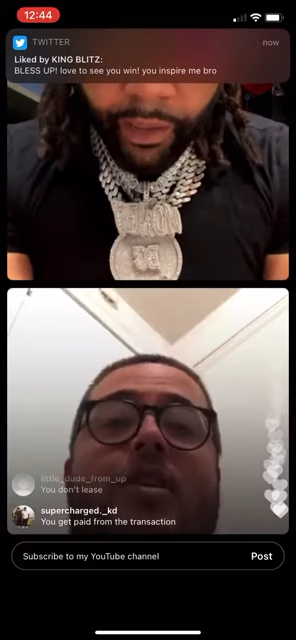 12:44
TWITTER
now
Liked by KING BLITZ:
BLESS UP! love to see you win! you inspire me bro
little_dude_from_up
You don't lease
supercharged._kd
You get paid from the transaction
Subscribe to my YouTube channel
Post